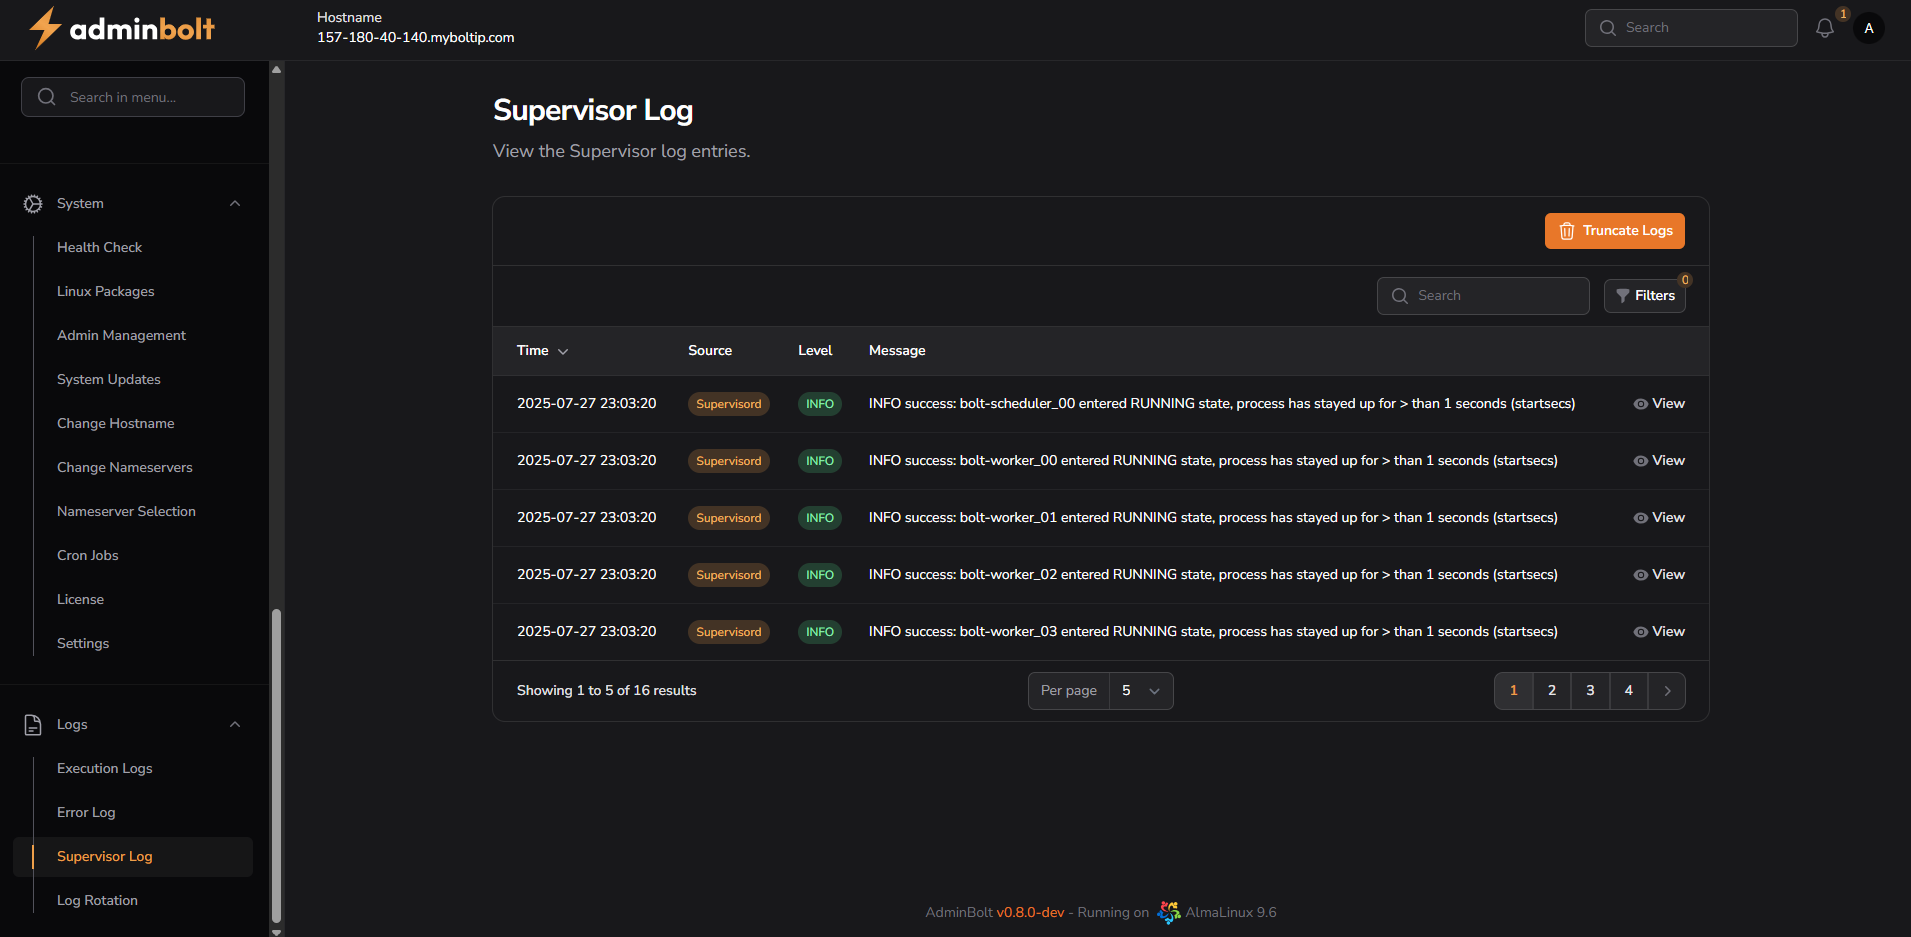 adminbolt
Hostname
157-180-40-140.myboltip.com
Search
1
A
Search in menu...
System
Health Check
Linux Packages
Admin Management
System Updates
Change Hostname
Change Nameservers
Nameserver Selection
Cron Jobs
License
Settings
Logs
Execution Logs
Error Log
Supervisor Log
Log Rotation
Supervisor Log
View the Supervisor log entries.
Truncate Logs
Search
Filters
0
Time Source Level Message
2025-07-27 23:03:20 Supervisord INFO INFO success: bolt-scheduler_00 entered RUNNING state, process has stayed up for > than 1 seconds (startsecs) View
2025-07-27 23:03:20 Supervisord INFO INFO success: bolt-worker_00 entered RUNNING state, process has stayed up for > than 1 seconds (startsecs) View
2025-07-27 23:03:20 Supervisord INFO INFO success: bolt-worker_01 entered RUNNING state, process has stayed up for > than 1 seconds (startsecs) View
2025-07-27 23:03:20 Supervisord INFO INFO success: bolt-worker_02 entered RUNNING state, process has stayed up for > than 1 seconds (startsecs) View
2025-07-27 23:03:20 Supervisord INFO INFO success: bolt-worker_03 entered RUNNING state, process has stayed up for > than 1 seconds (startsecs) View
Showing 1 to 5 of 16 results
Per page 5
1 2 3 4
AdminBolt v0.8.0-dev - Running on AlmaLinux 9.6